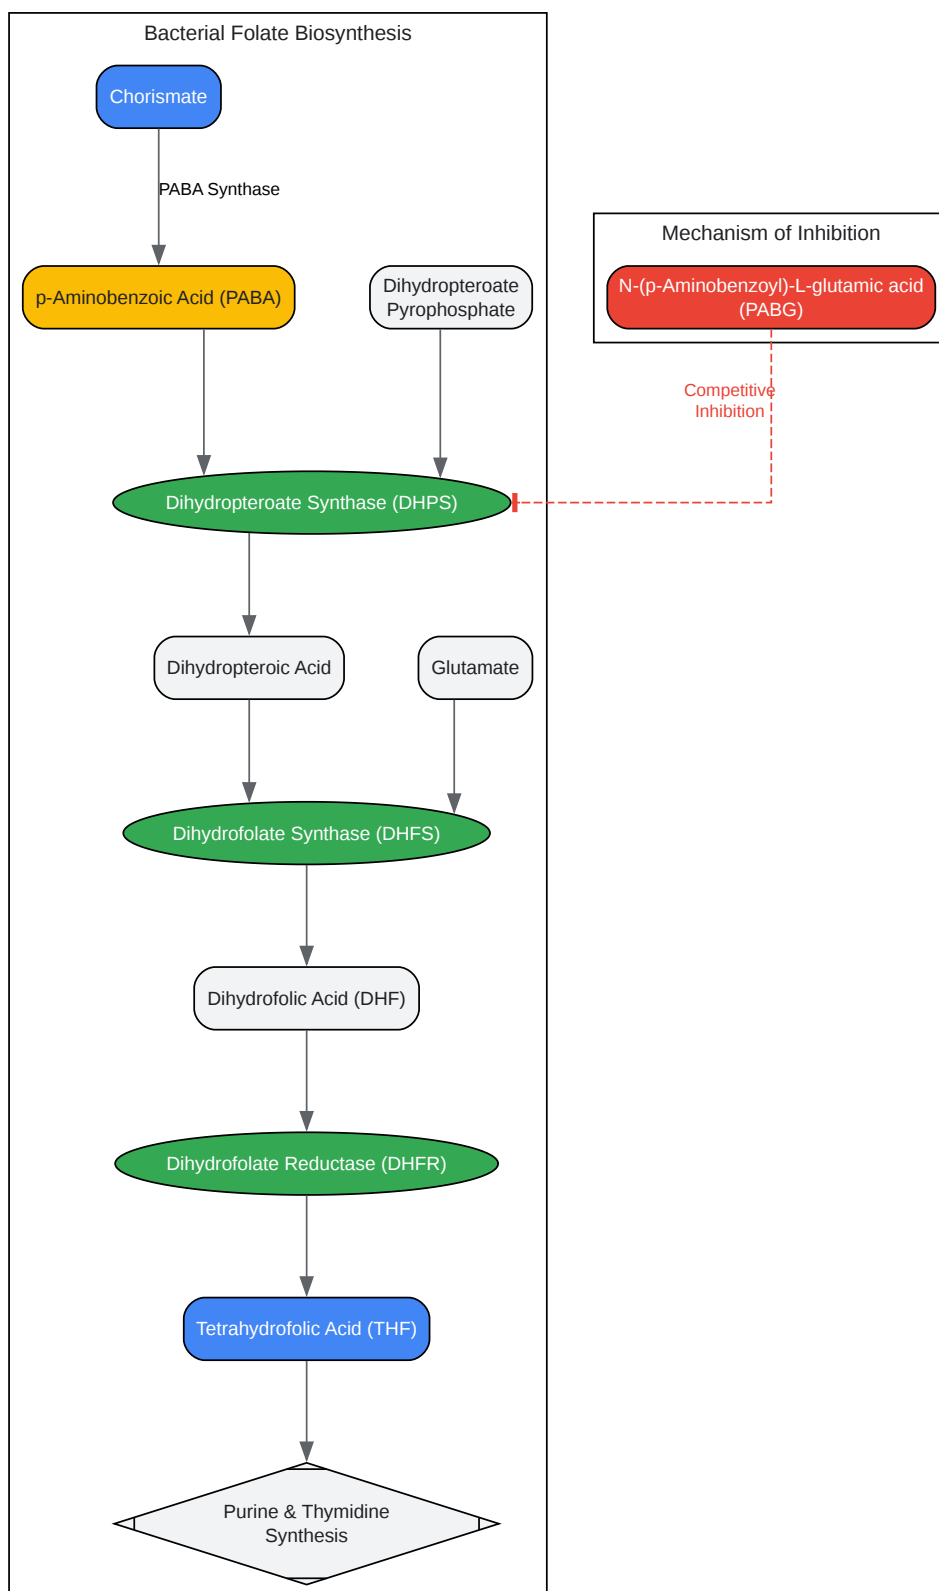 Bacterial Folate Biosynthesis
Chorismate
PABA Synthase
Mechanism of Inhibition
p-Aminobenzoic Acid (PABA)
Dihydropteroate
Pyrophosphate
N-(p-Aminobenzoyl)-L-glutamic acid
(PABG)
Competitive
Inhibition
Dihydropteroate Synthase (DHPS)
Dihydropteroic Acid
Glutamate
Dihydrofolate Synthase (DHFS)
Dihydrofolic Acid (DHF)
Dihydrofolate Reductase (DHFR)
Tetrahydrofolic Acid (THF)
Purine & Thymidine
Synthesis